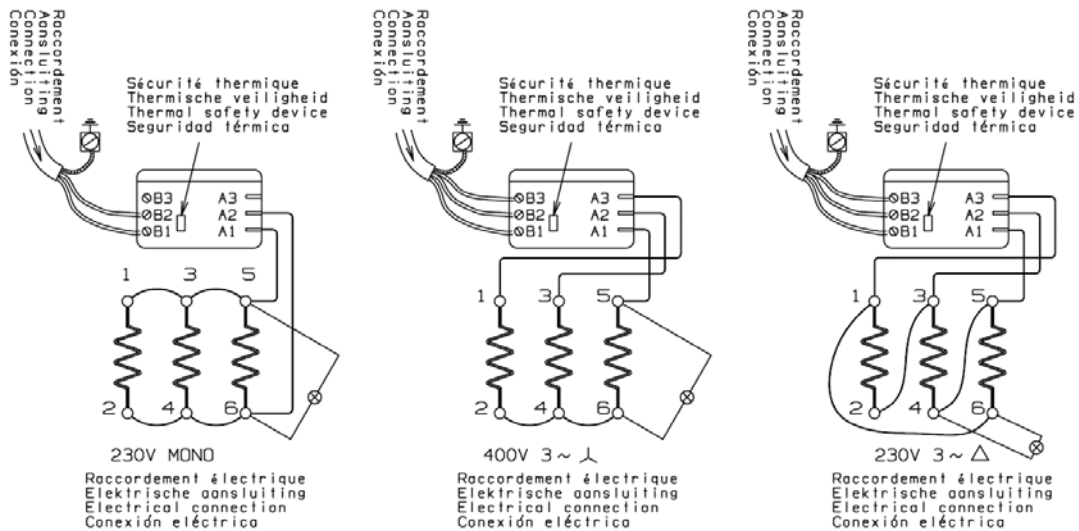 Raccordement
Aansluiting
Connection
Conexión
Sécurité thermique
Thermische veiligheid
Thermal safety device
Seguridad térmica
B3 A3
B2 A2
B1 A1
1 3 5
2 4 6
230V MONO
Raccordement électrique
Elektrische aansluiting
Electrical connection
Conexión eléctrica
Raccordement
Aansluiting
Connection
Conexión
Sécurité thermique
Thermische veiligheid
Thermal safety device
Seguridad térmica
B3 A3
B2 A2
B1 A1
1 3 5
2 4 6
400V 3~
Raccordement électrique
Elektrische aansluiting
Electrical connection
Conexión eléctrica
Raccordement
Aansluiting
Connection
Conexión
Sécurité thermique
Thermische veiligheid
Thermal safety device
Seguridad térmica
B3 A3
B2 A2
B1 A1
1 3 5
2 4 6
230V 3~ △
Raccordement électrique
Elektrische aansluiting
Electrical connection
Conexión eléctrica